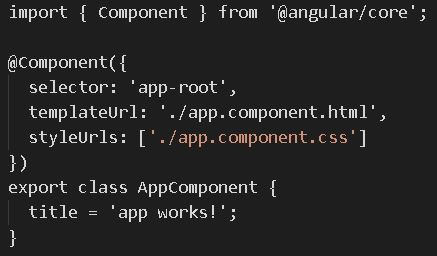 import { Component } from '@angular/core';

@Component({
  selector: 'app-root',
  templateUrl: './app.component.html',
  styleUrls: ['./app.component.css']
})
export class AppComponent {
  title = 'app works!';
}